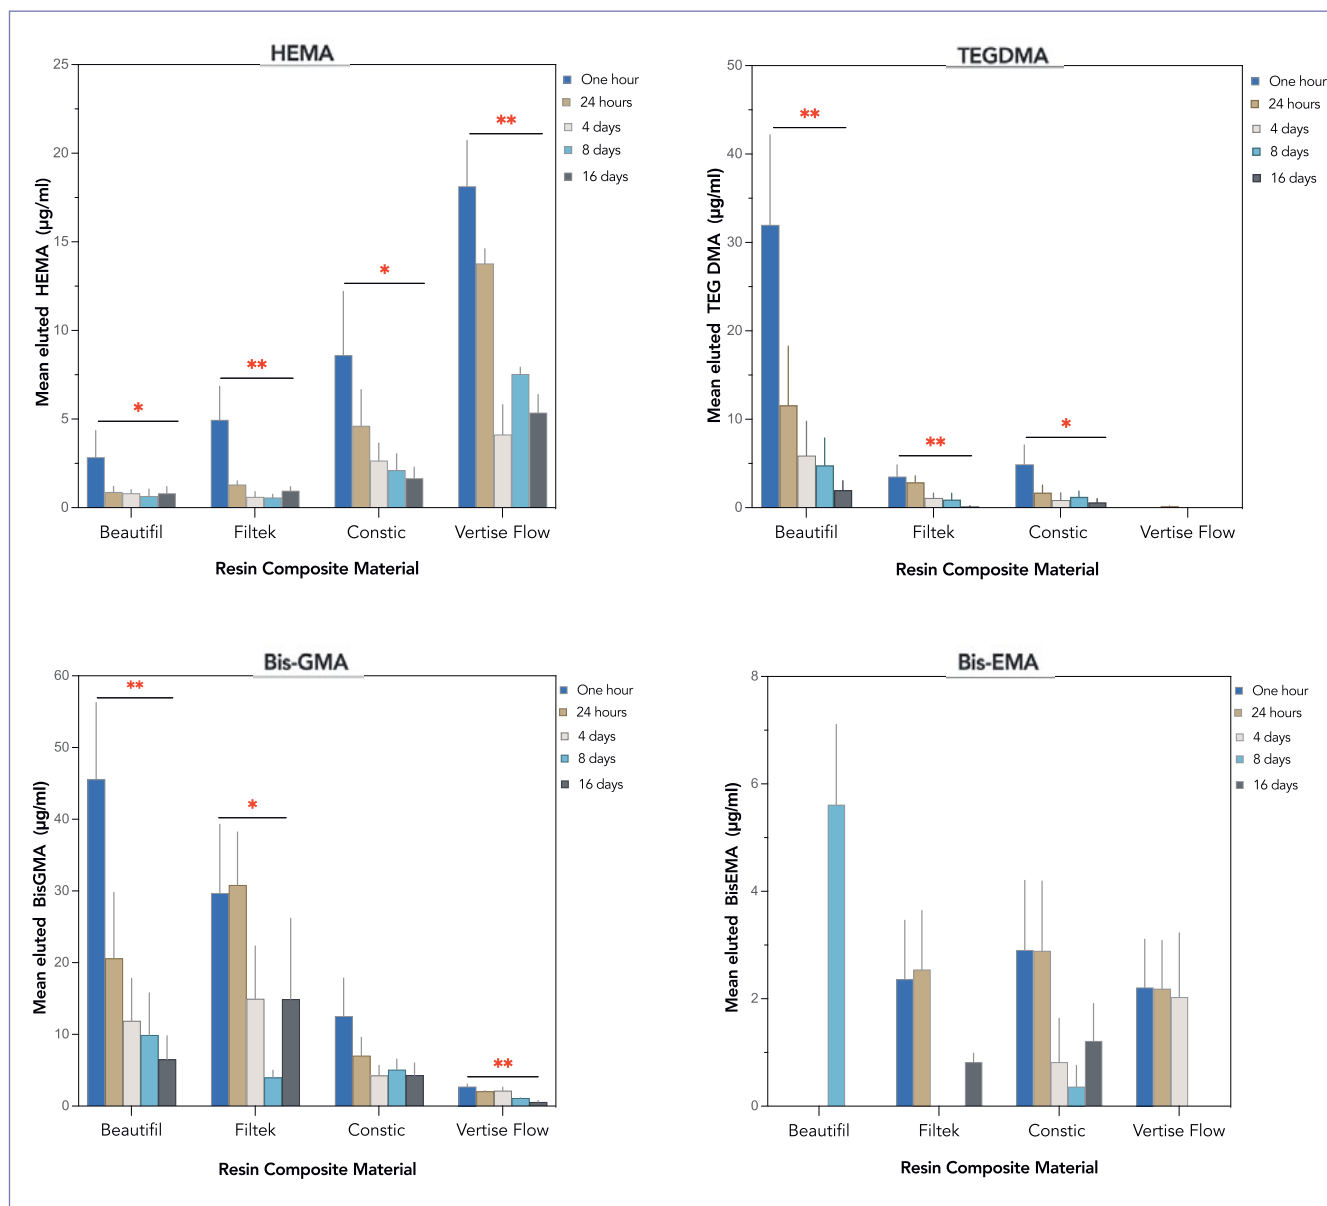 HEMA
25
20
15
10
5
0
Mean eluted HEMA (µg/ml)
*
**
*
**
One hour
24 hours
4 days
8 days
16 days
Beautifil Filtek Constic Vertise Flow
Resin Composite Material
TEGDMA
50
40
30
20
10
0
Mean eluted TEG DMA (µg/ml)
**
**
*
One hour
24 hours
4 days
8 days
16 days
Beautifil Filtek Constic Vertise Flow
Resin Composite Material
Bis-GMA
60
50
40
30
20
10
0
Mean eluted BisGMA (µg/ml)
**
*
**
One hour
24 hours
4 days
8 days
16 days
Beautifil Filtek Constic Vertise Flow
Resin Composite Material
Bis-EMA
8
6
4
2
0
Mean eluted BisEMA (µg/ml)
One hour
24 hours
4 days
8 days
16 days
Beautifil Filtek Constic Vertise Flow
Resin Composite Material